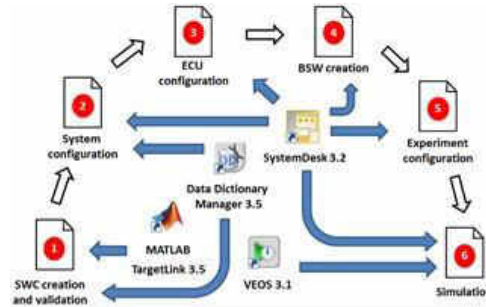 3
4
ECU
configuration
BSW creation
2
5
System
configuration
SystemDesk 3.2
Experiment
configuration
Data Dictionary
Manager 3.5
1
MATLAB
TargetLink 3.5
SWC creation
and validation
VEOS 3.1
6
Simulatio